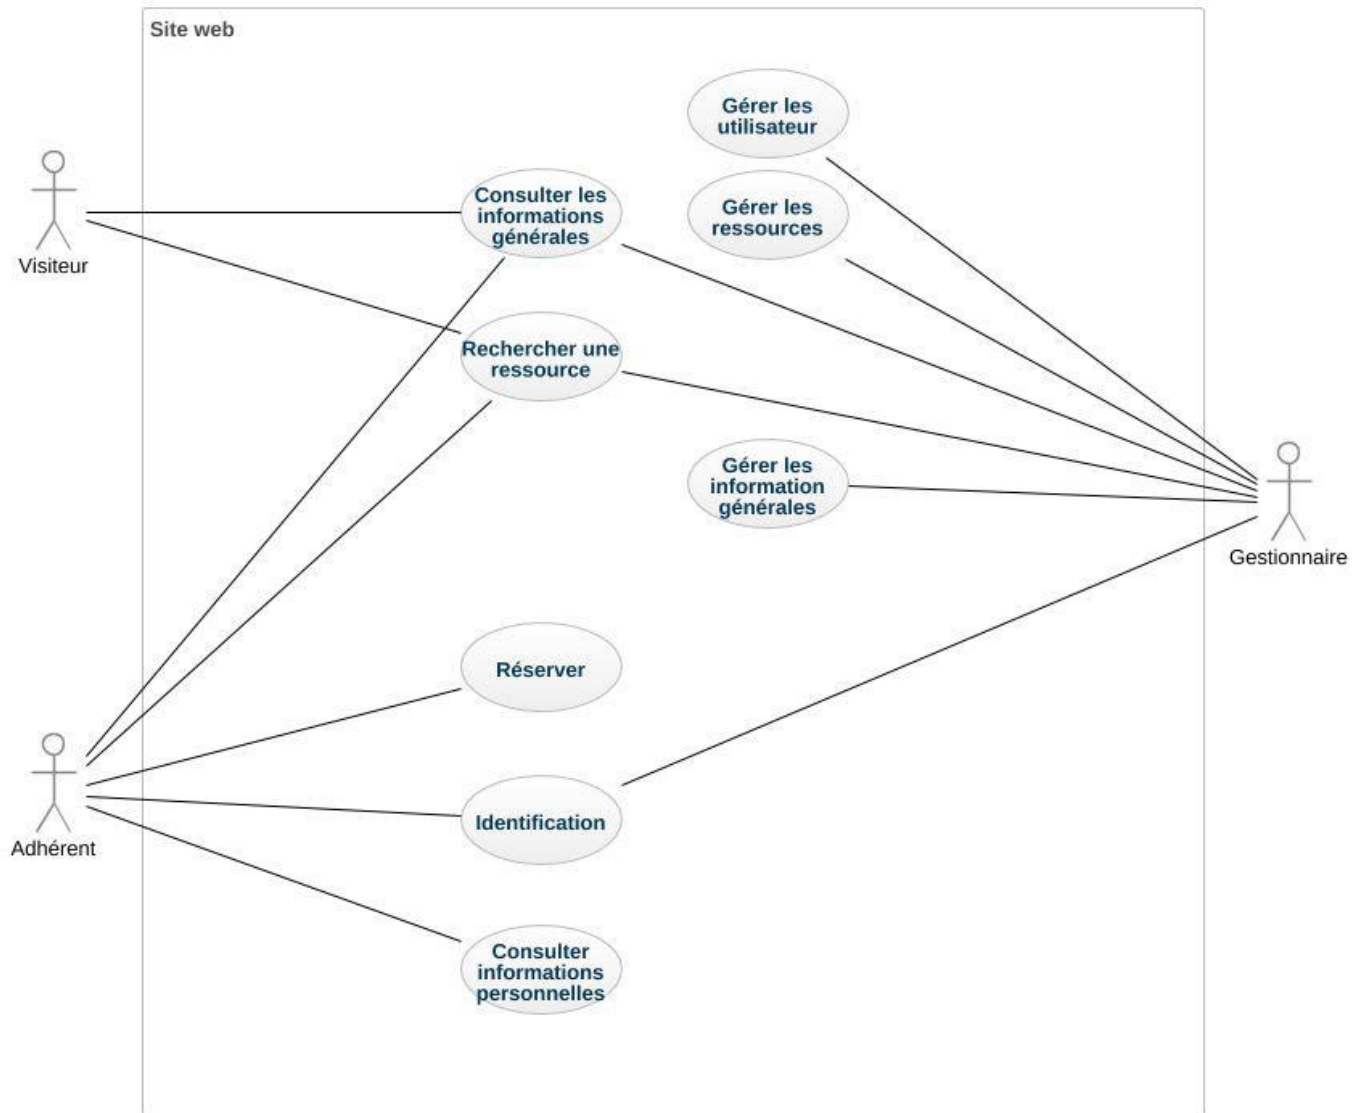 Site web
Gérer les
utilisateur
Consulter les
informations
générales
Gérer les
ressources
Visiteur
Rechercher une
ressource
Gérer les
information
générales
Gestionnaire
Réserver
Identification
Adhérent
Consulter
informations
personnelles